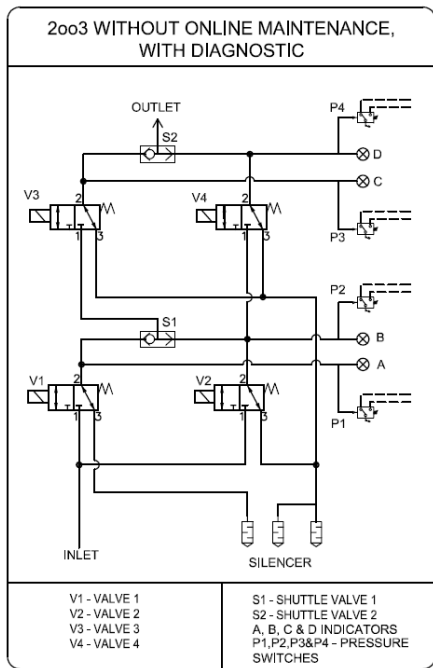 2oo3 WITHOUT ONLINE MAINTENANCE,
WITH DIAGNOSTIC
OUTLET
P4
S2
D
C
V3
2
V4
2
1
3
1
3
P3
P2
S1
B
A
V1
2
V2
2
1
3
1
3
P1
INLET
SILENCER
V1 - VALVE 1
V2 - VALVE 2
V3 - VALVE 3
V4 - VALVE 4
S1 - SHUTTLE VALVE 1
S2 - SHUTTLE VALVE 2
A, B, C & D INDICATORS
P1,P2,P3&P4 - PRESSURE
SWITCHES